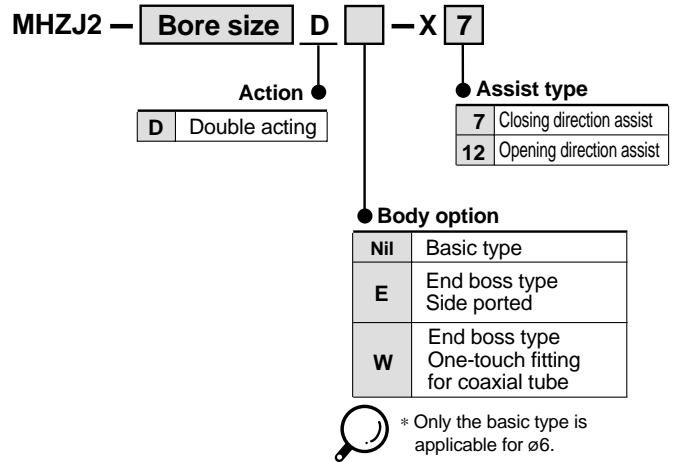 MHZJ2 — Bore size D — X 7
Action
D Double acting
Assist type
7 Closing direction assist
12 Opening direction assist
Body option
Nil Basic type
E End boss type
Side ported
W End boss type
One-touch fitting
for coaxial tube
* Only the basic type is
applicable for ø6.